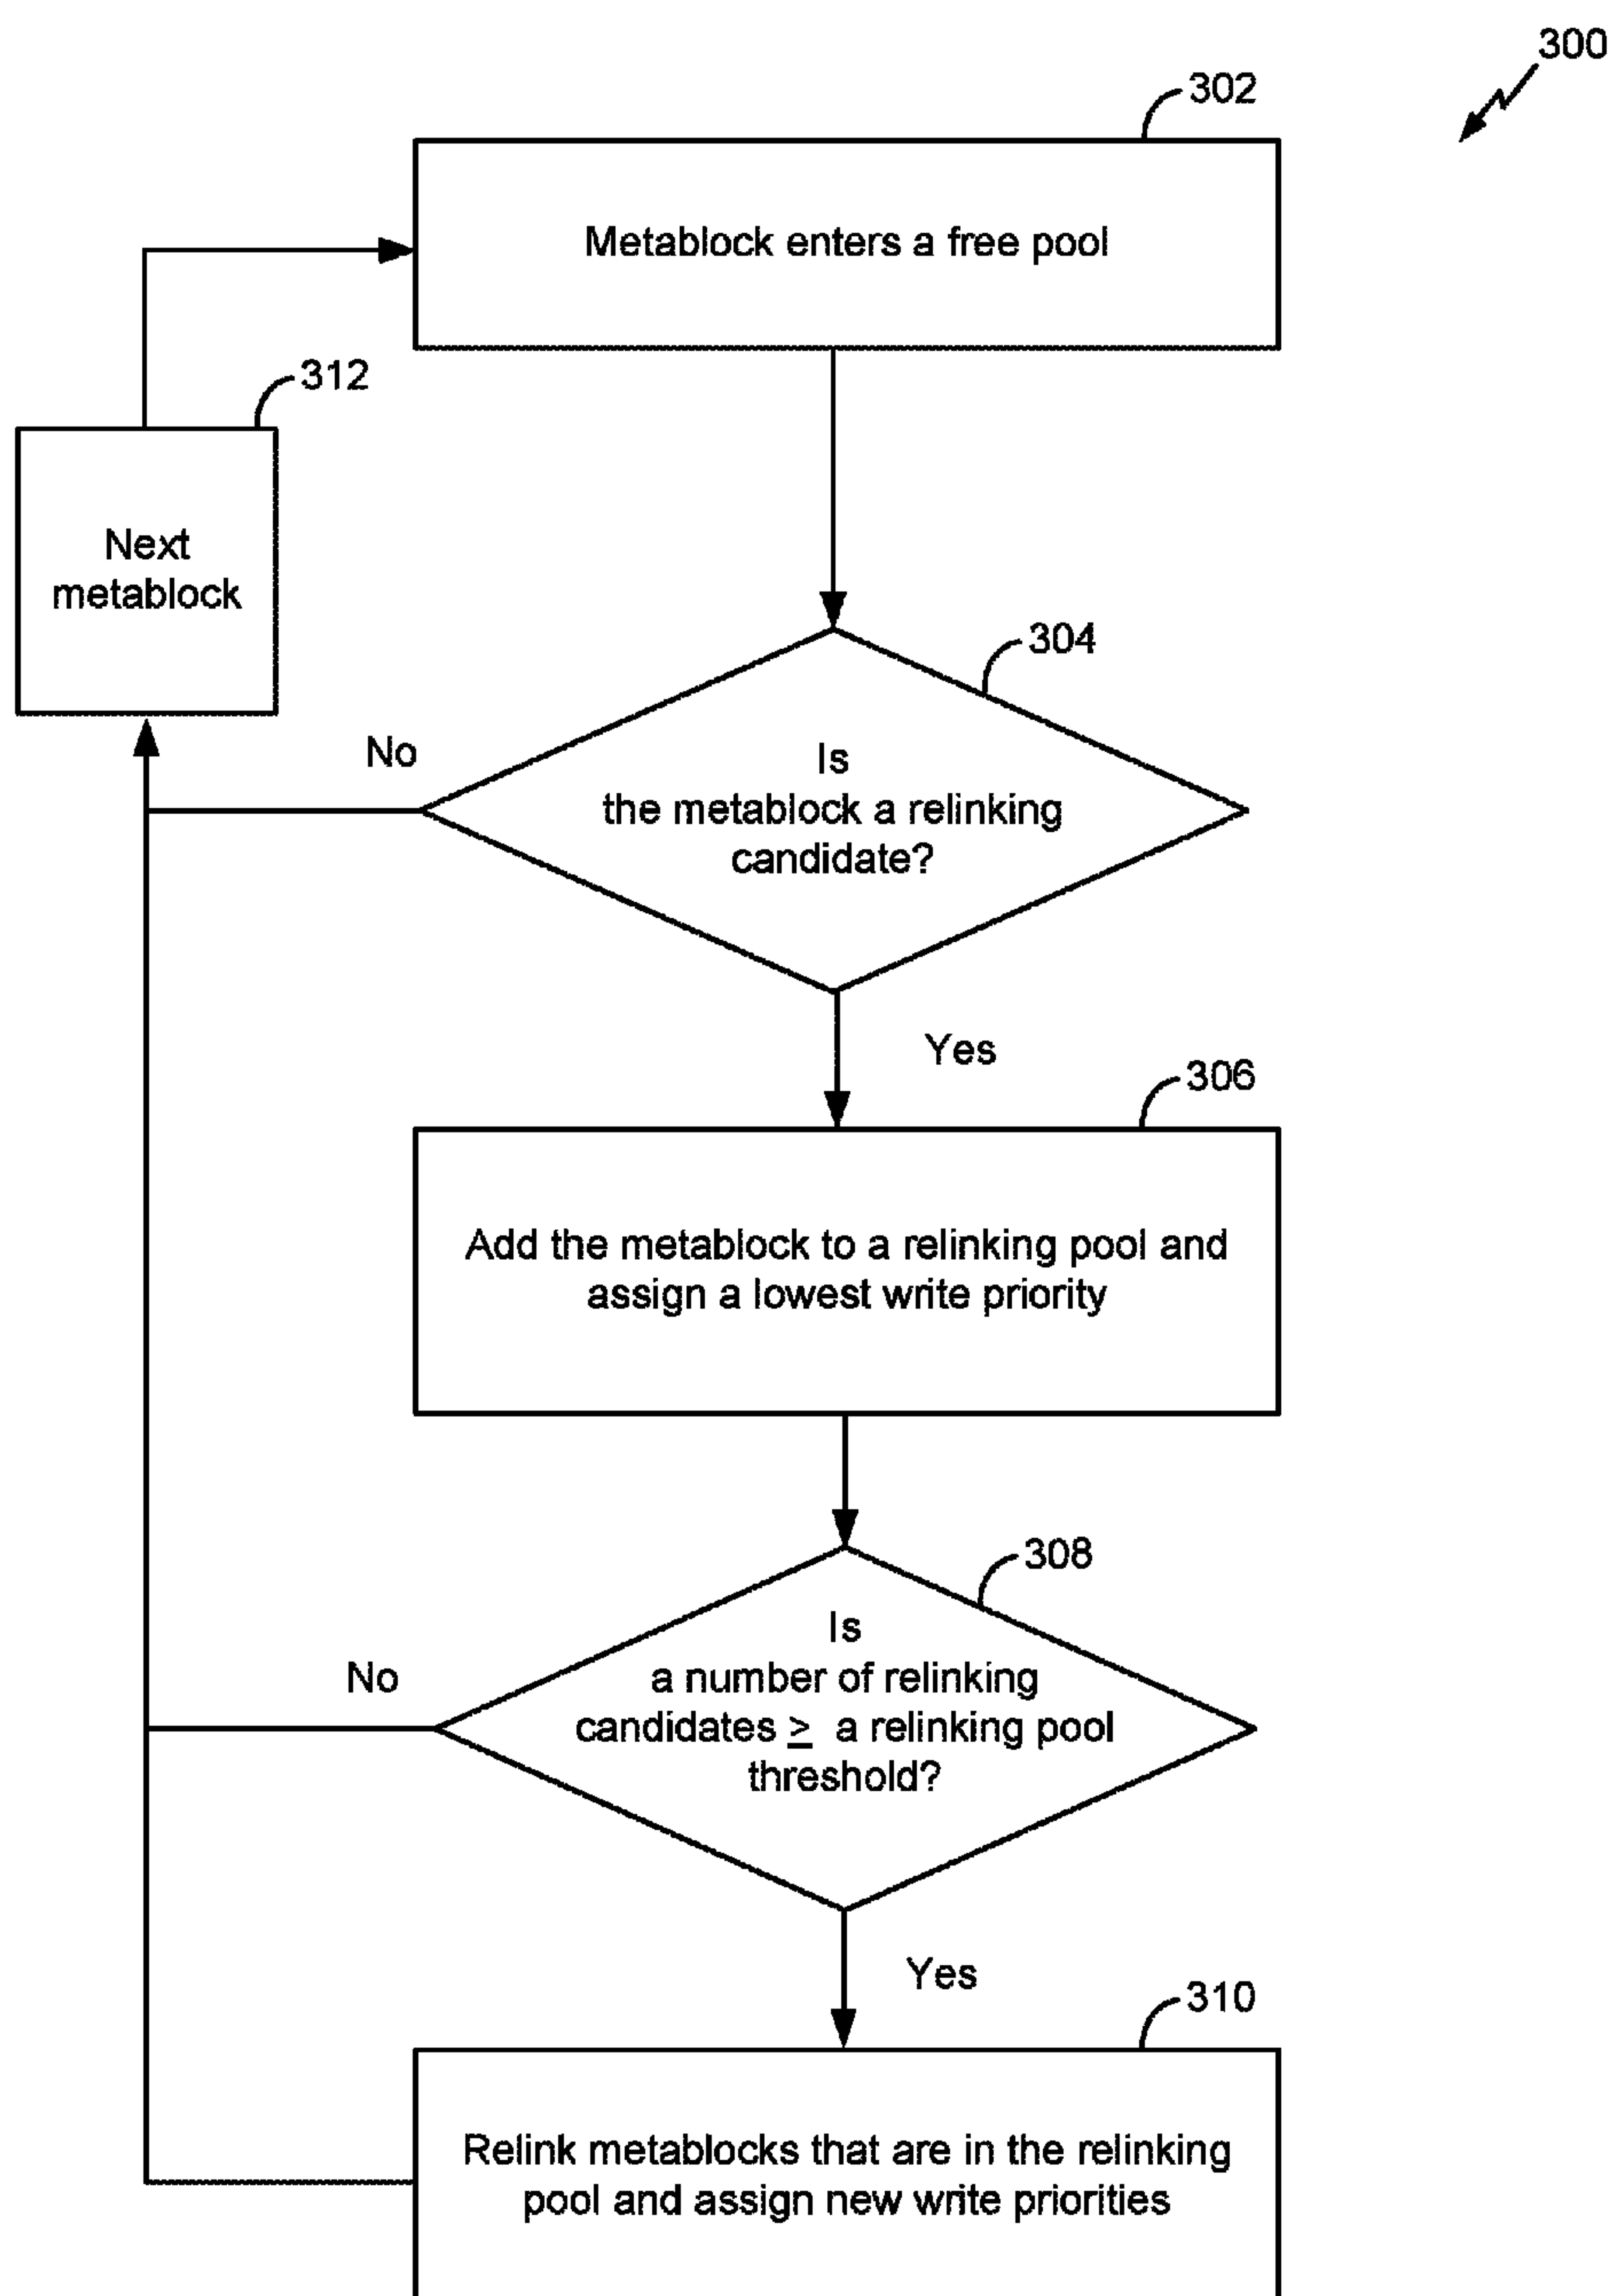 300
302
Metablock enters a free pool
312
Next
metablock
304
No
Is
the metablock a relinking
candidate?
Yes
306
Add the metablock to a relinking pool and
assign a lowest write priority
308
No
Is
a number of relinking
candidates ≥ a relinking pool
threshold?
Yes
310
Relink metablocks that are in the relinking
pool and assign new write priorities